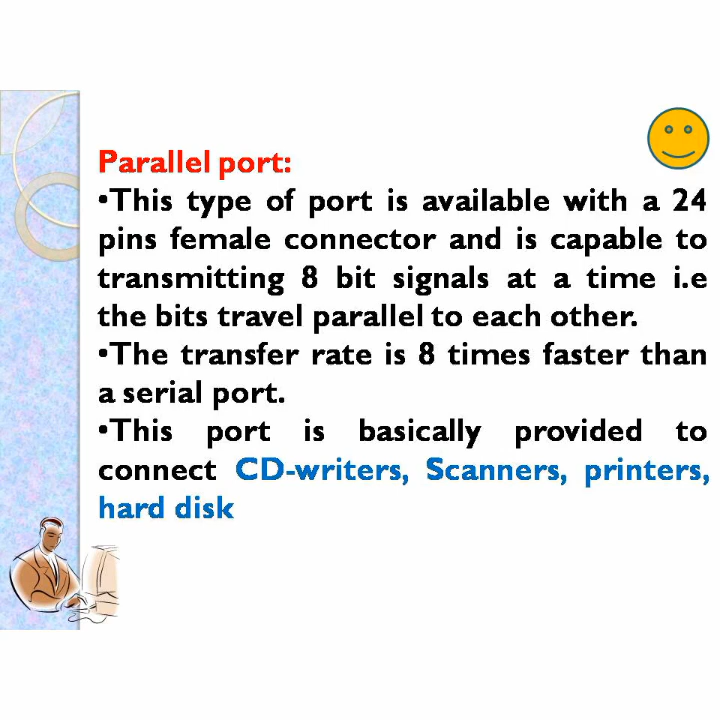 Parallel port:
•This type of port is available with a 24
pins female connector and is capable to
transmitting 8 bit signals at a time i.e
the bits travel parallel to each other.
•The transfer rate is 8 times faster than
a serial port.
•This port is basically provided to
connect CD-writers, Scanners, printers,
hard disk